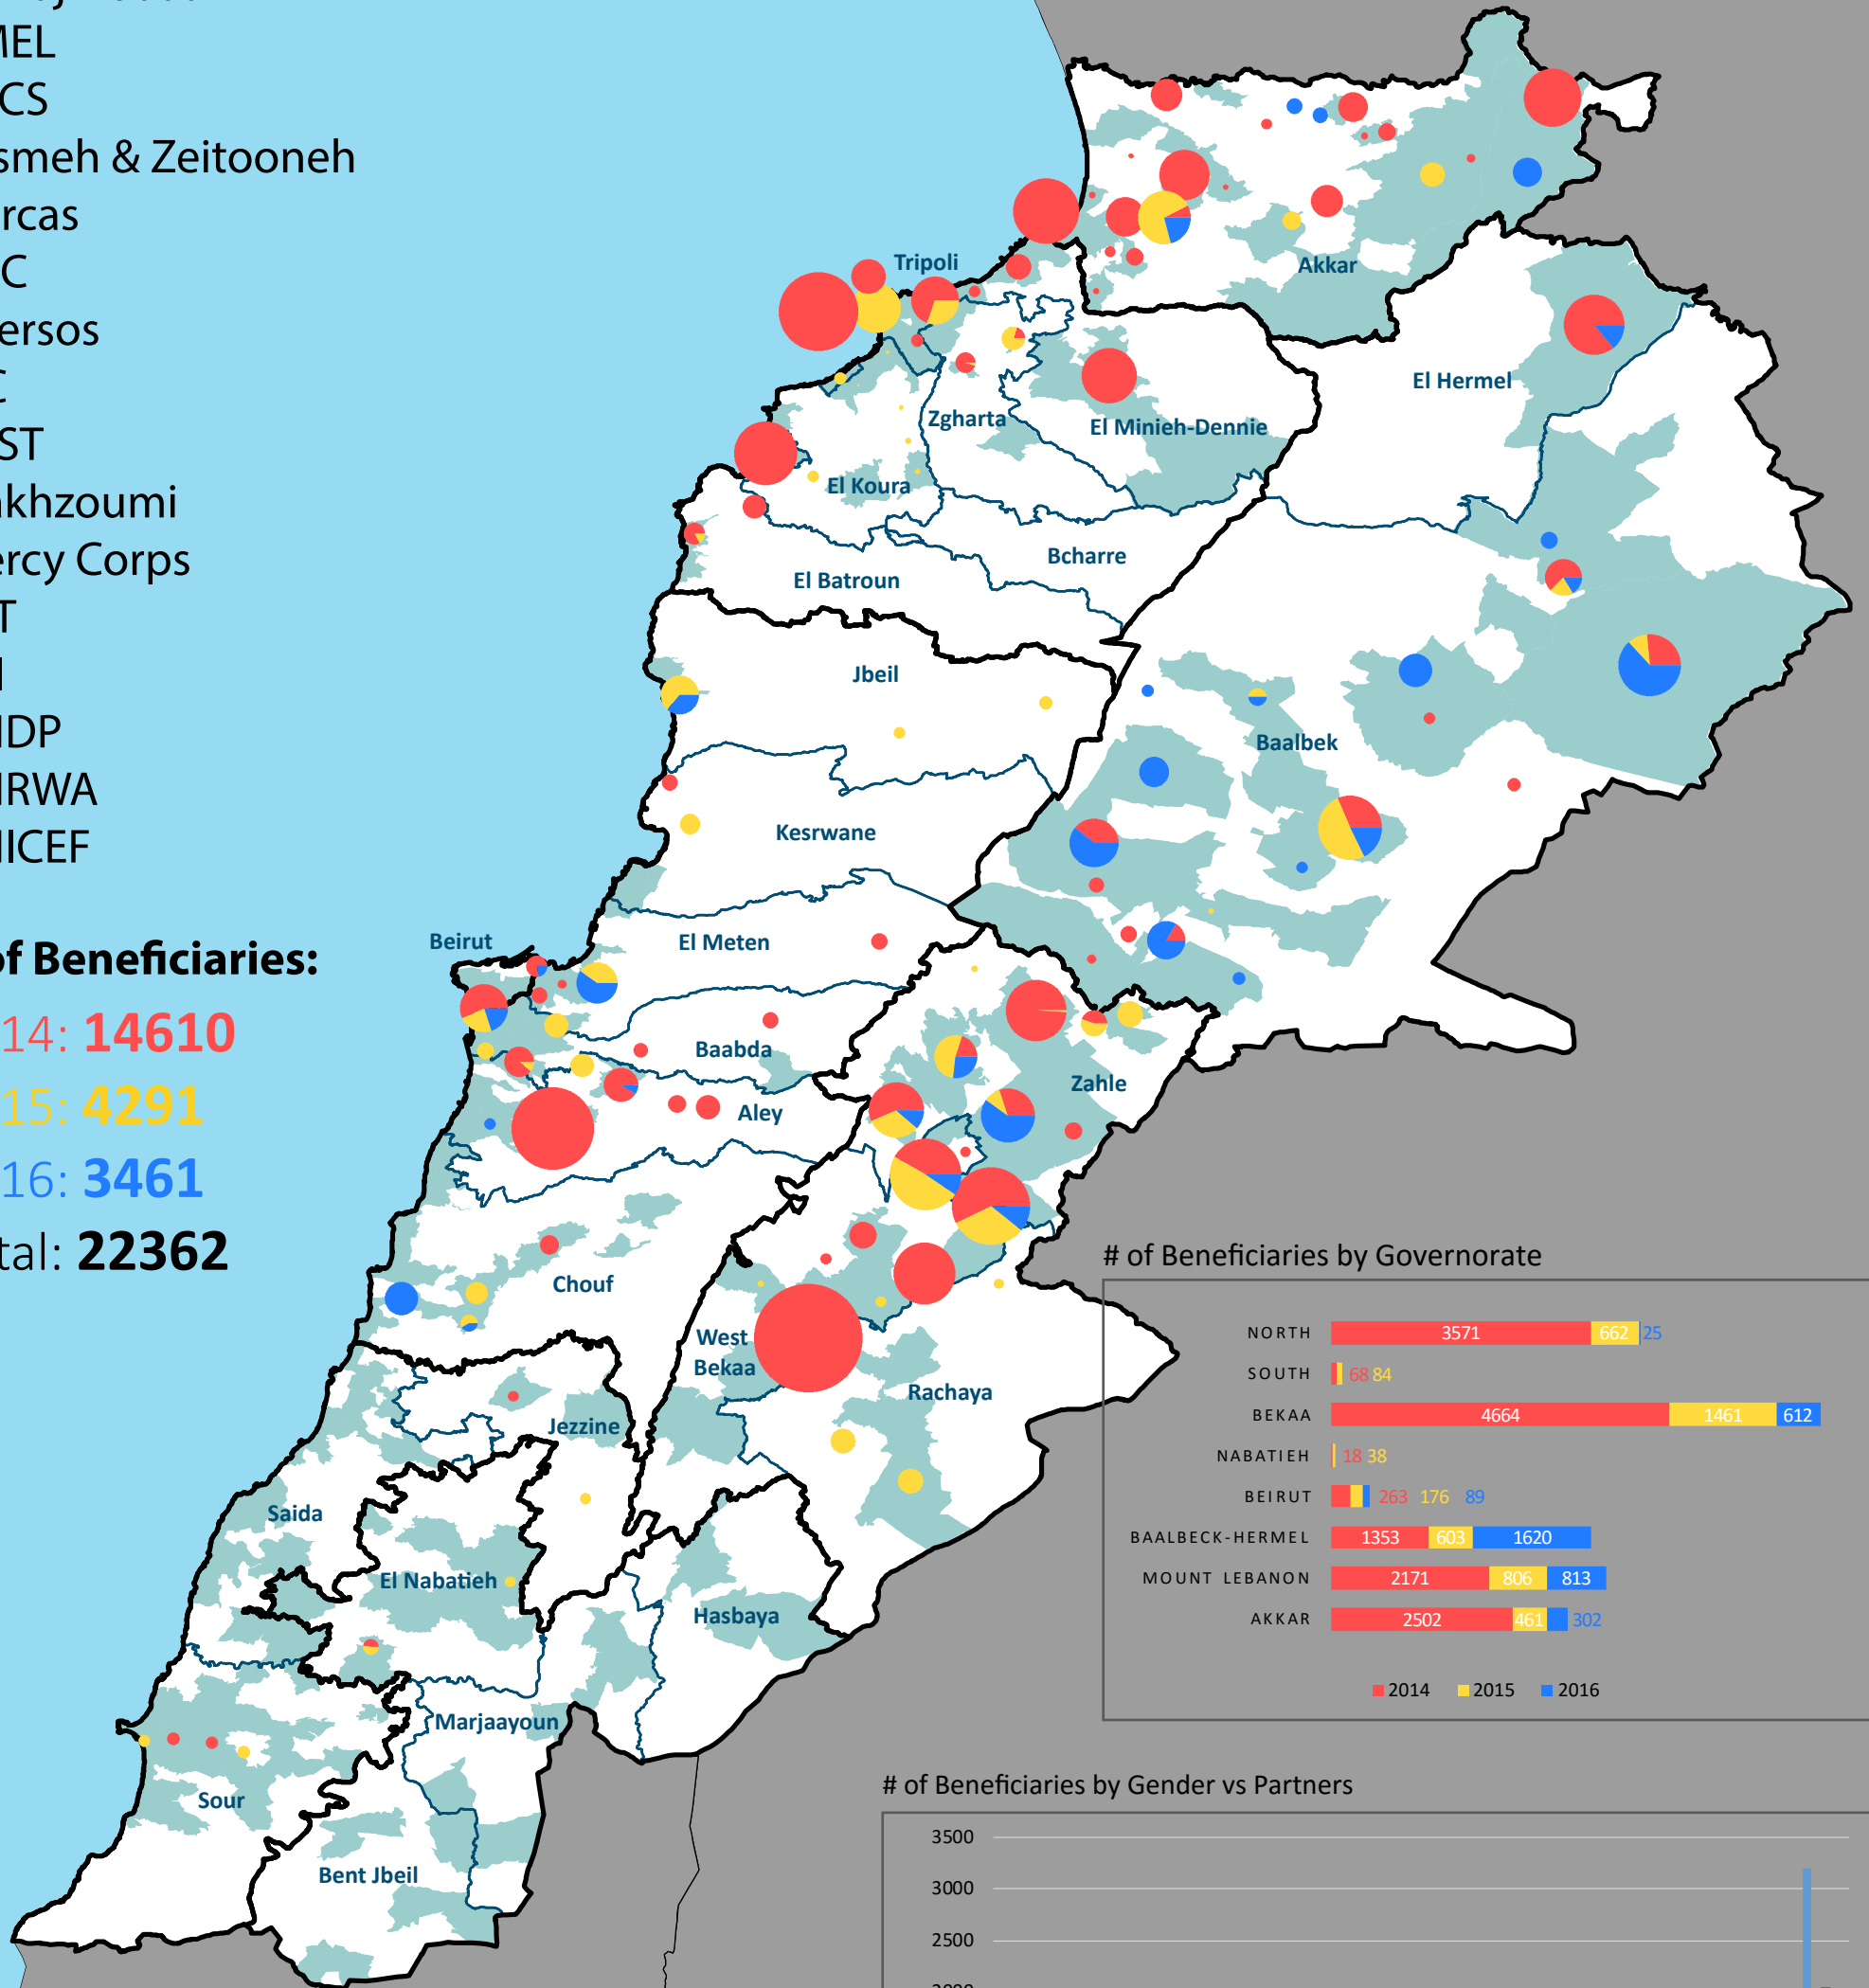 MEL
CS
smeh & Zeitooneh
rcas
C
ersos
C
ST
akhzoumi
ercy Corps
T
NDP
NRWA
NICEF
of Beneficiaries:
14: 14610
15: 4291
16: 3461
tal: 22362
Akkar
Tripoli
El Hermel
Zgharta
El Minieh-Dennie
El Koura
Bcharre
El Batroun
Jbeil
Baalbek
Kesrwane
Beirut
El Meten
Baabda
Zahle
Aley
Chouf
West
Bekaa
Rachaya
Jezzine
Saida
El Nabatieh
Hasbaya
Marjaayoun
Sour
Bent Jbeil
# of Beneficiaries by Governorate
NORTH 3571 662 25
SOUTH 68 84
BEKAA 4664 1461 612
NABATIEH 18 38
BEIRUT 263 176 89
BAALBECK-HERMEL 1353 603 1620
MOUNT LEBANON 2171 806 813
AKKAR 2502 461 302
2014 2015 2016
# of Beneficiaries by Gender vs Partners
3500
3000
2500